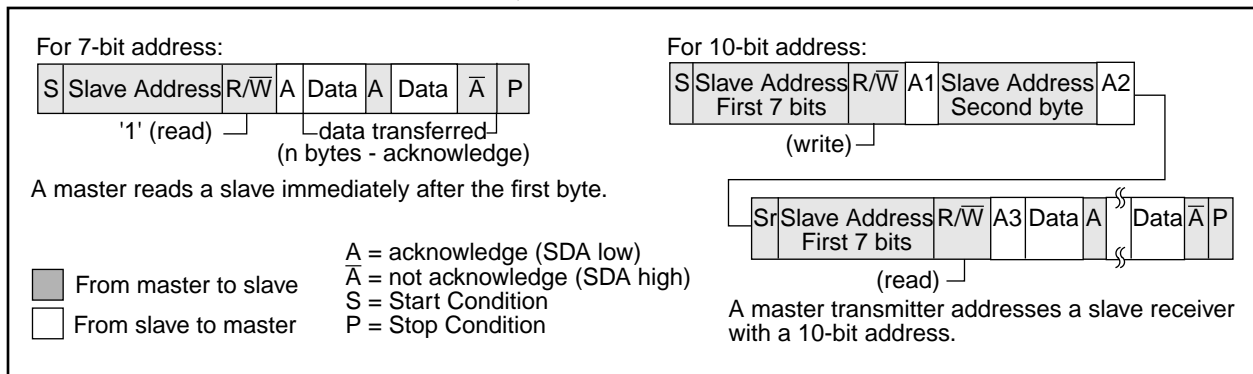 For 7-bit address:
S Slave Address R/W̅ A Data A Data A̅ P
'1' (read) data transferred
(n bytes - acknowledge)
A master reads a slave immediately after the first byte.
From master to slave
From slave to master
A = acknowledge (SDA low)
A̅ = not acknowledge (SDA high)
S = Start Condition
P = Stop Condition
For 10-bit address:
S Slave Address First 7 bits R/W̅ A1 Slave Address Second byte A2
(write)
Sr Slave Address First 7 bits R/W̅ A3 Data A Data A̅ P
(read)
A master transmitter addresses a slave receiver
with a 10-bit address.